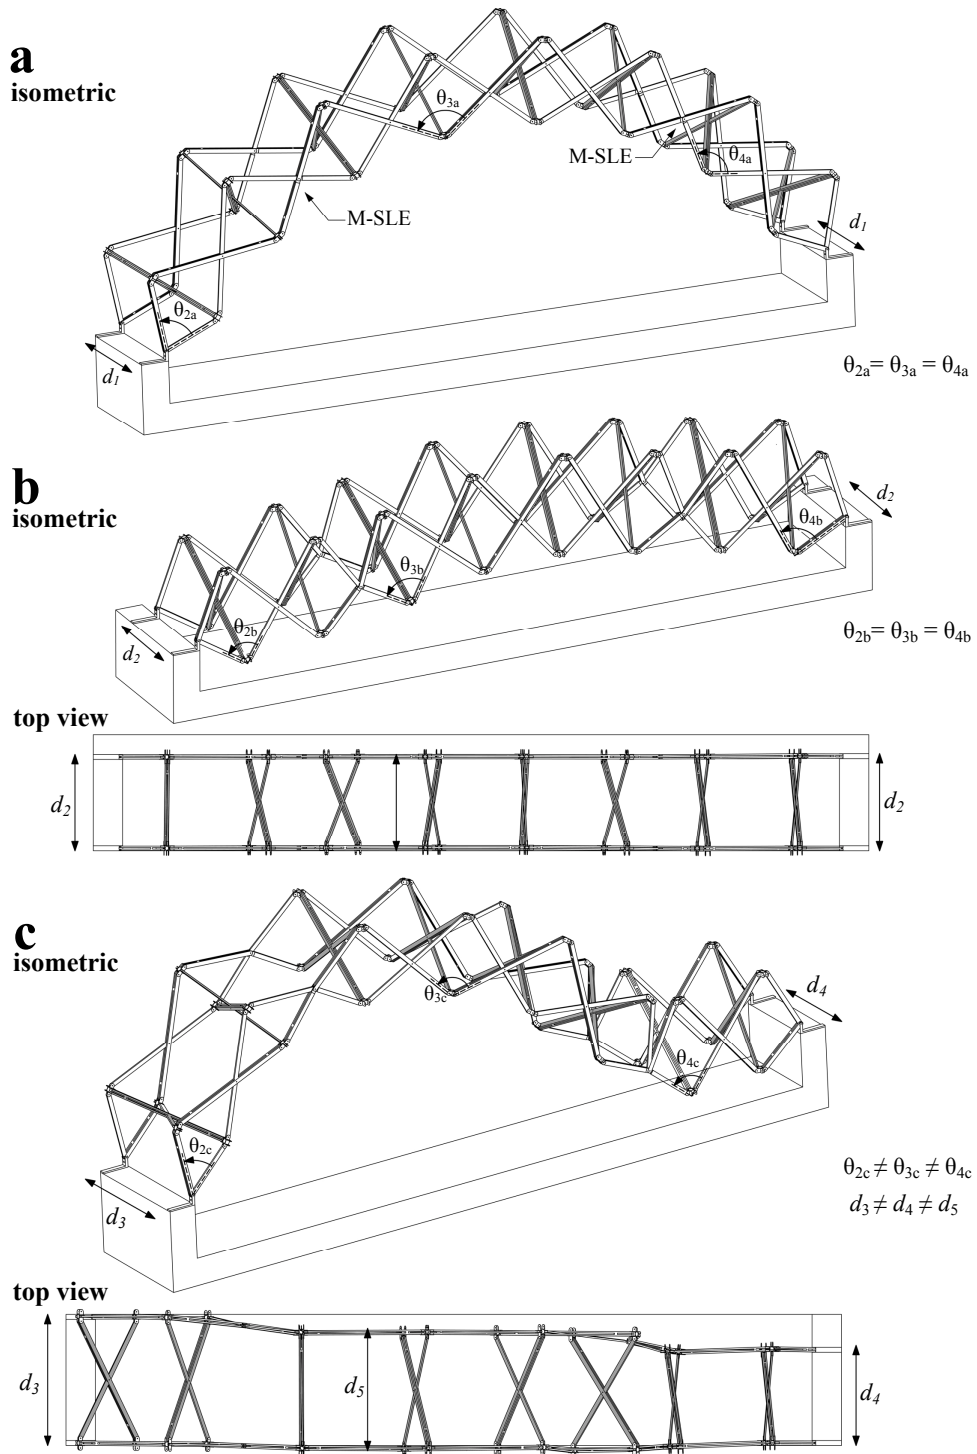 a
isometric
θ3a
M-SLE
θ4a
M-SLE
d1
θ2a
d1
θ2a= θ3a = θ4a
b
isometric
d2
θ4b
θ3b
θ2b
d2
θ2b= θ3b = θ4b
top view
d2
d2
c
isometric
d4
θ3c
θ4c
θ2c
d3
θ2c ≠ θ3c ≠ θ4c
d3 ≠ d4 ≠ d5
top view
d3
d5
d4